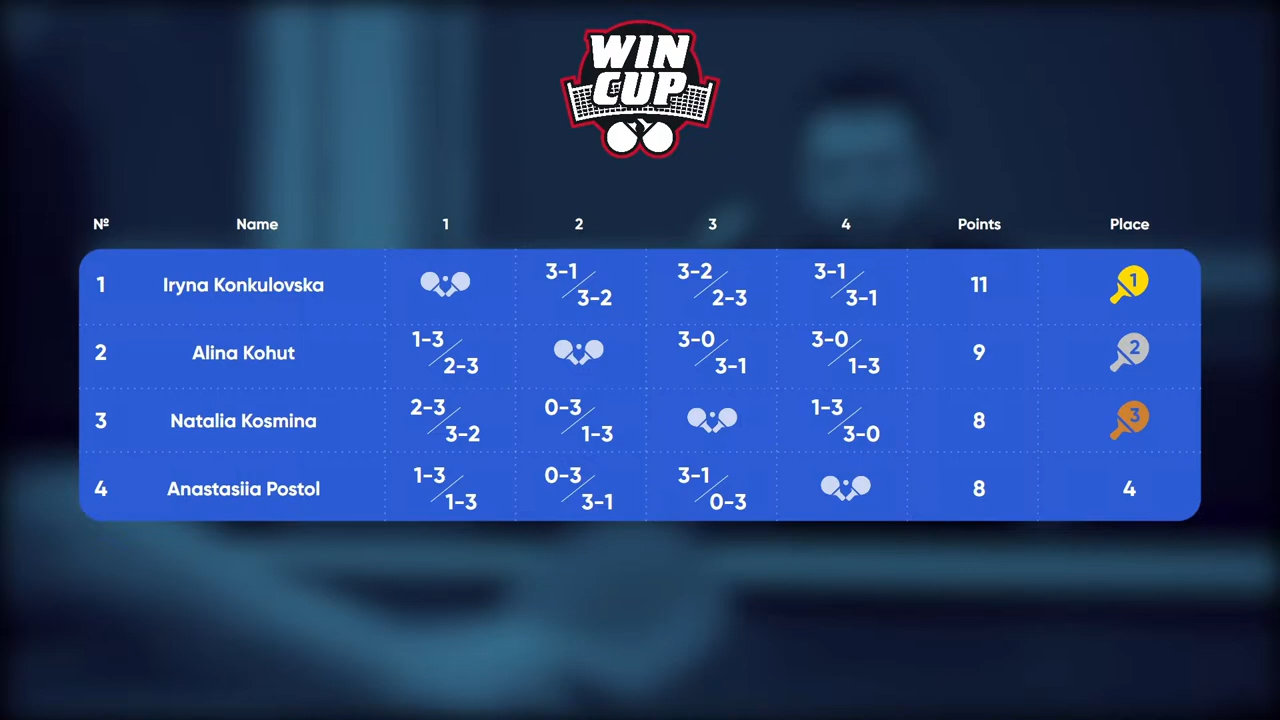 WIN
CUP
№ Name 1 2 3 4 Points Place
1 Iryna Konkulovska 3-1 / 3-2 3-2 / 2-3 3-1 / 3-1 11 1
2 Alina Kohut 1-3 / 2-3 3-0 / 3-1 3-0 / 1-3 9 2
3 Natalia Kosmina 2-3 / 3-2 0-3 / 1-3 1-3 / 3-0 8 3
4 Anastasiia Postol 1-3 / 1-3 0-3 / 3-1 3-1 / 0-3 8 4